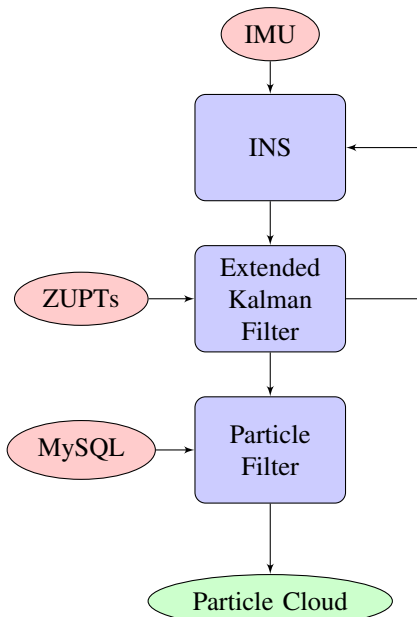 IMU
INS
Extended
Kalman
Filter
ZUPTs
Particle
Filter
MySQL
Particle Cloud